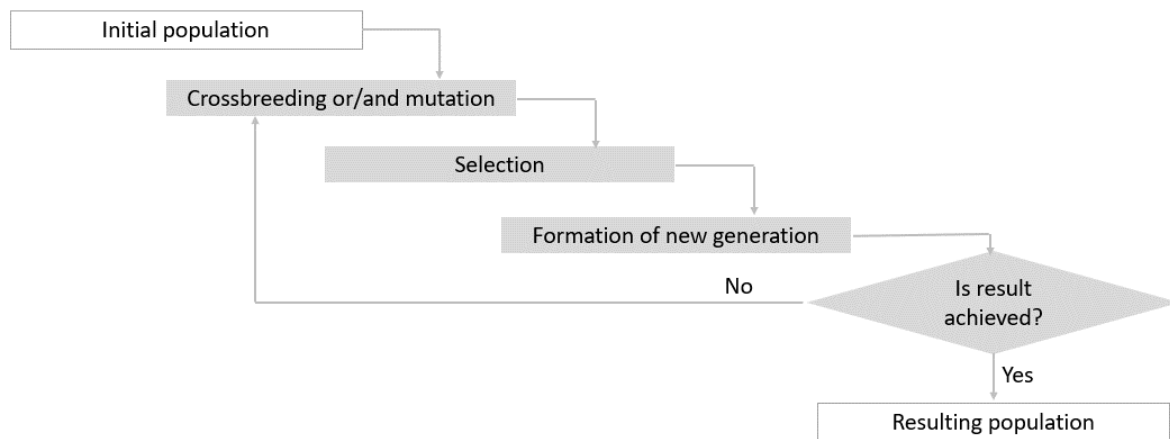 Initial population
Crossbreeding or/and mutation
Selection
Formation of new generation
No
Is result
achieved?
Yes
Resulting population